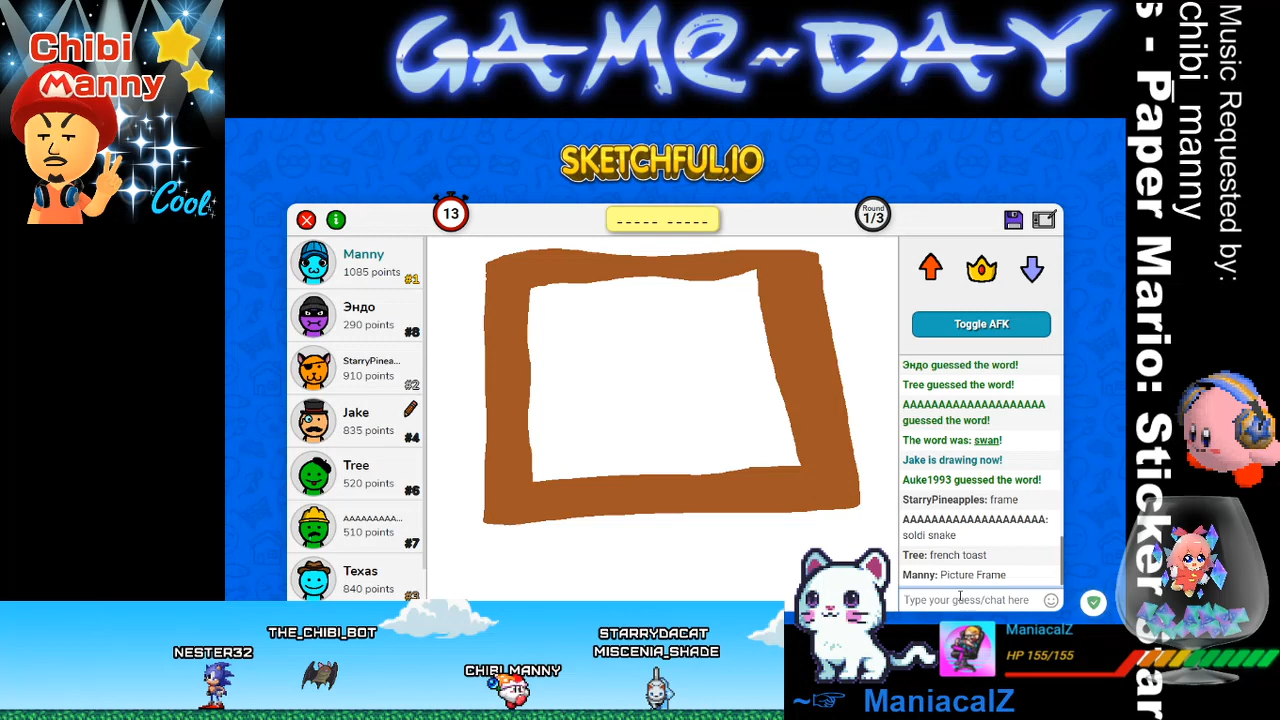 Chibi
Manny
Cool
GAME~DAY
SKETCHFUL.IO
13
----- -----
Round
1/3
Manny
1085 points
#1
Эндо
290 points
#8
StarryPinea...
910 points
#2
Jake
835 points
#4
Tree
520 points
#6
AAAAAAAAA...
510 points
#7
Texas
840 points
#3
Toggle AFK
Эндо guessed the word!
Tree guessed the word!
AAAAAAAAAAAAAAAAAAAA
guessed the word!
The word was: swan!
Jake is drawing now!
Auke1993 guessed the word!
StarryPineapples: frame
AAAAAAAAAAAAAAAAAAAA:
soldi snake
Tree: french toast
Manny: Picture Frame
Type your guess/chat here
Music Requested by:
chibi_manny
s - Paper Mario: Sticker Star
NESTER32
THE_CHIBI_BOT
CHIBI_MANNY
STARRYDACAT
MISCENIA_SHADE
ManiacalZ
HP 155/155
~☞ ManiacalZ